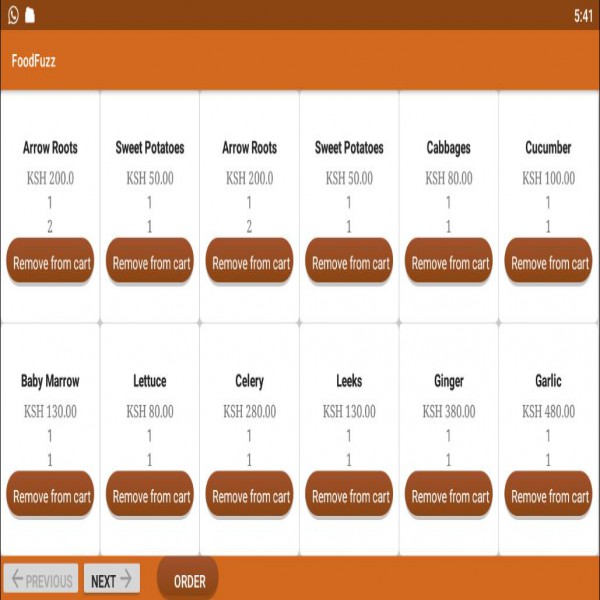 5:41
FoodFuzz
Arrow Roots
KSH 200.0
1
2
Remove from cart
Sweet Potatoes
KSH 50.00
1
1
Remove from cart
Arrow Roots
KSH 200.0
1
2
Remove from cart
Sweet Potatoes
KSH 50.00
1
1
Remove from cart
Cabbages
KSH 80.00
1
1
Remove from cart
Cucumber
KSH 100.00
1
1
Remove from cart
Baby Marrow
KSH 130.00
1
1
Remove from cart
Lettuce
KSH 80.00
1
1
Remove from cart
Celery
KSH 280.00
1
1
Remove from cart
Leeks
KSH 130.00
1
1
Remove from cart
Ginger
KSH 380.00
1
1
Remove from cart
Garlic
KSH 480.00
1
1
Remove from cart
PREVIOUS
NEXT
ORDER